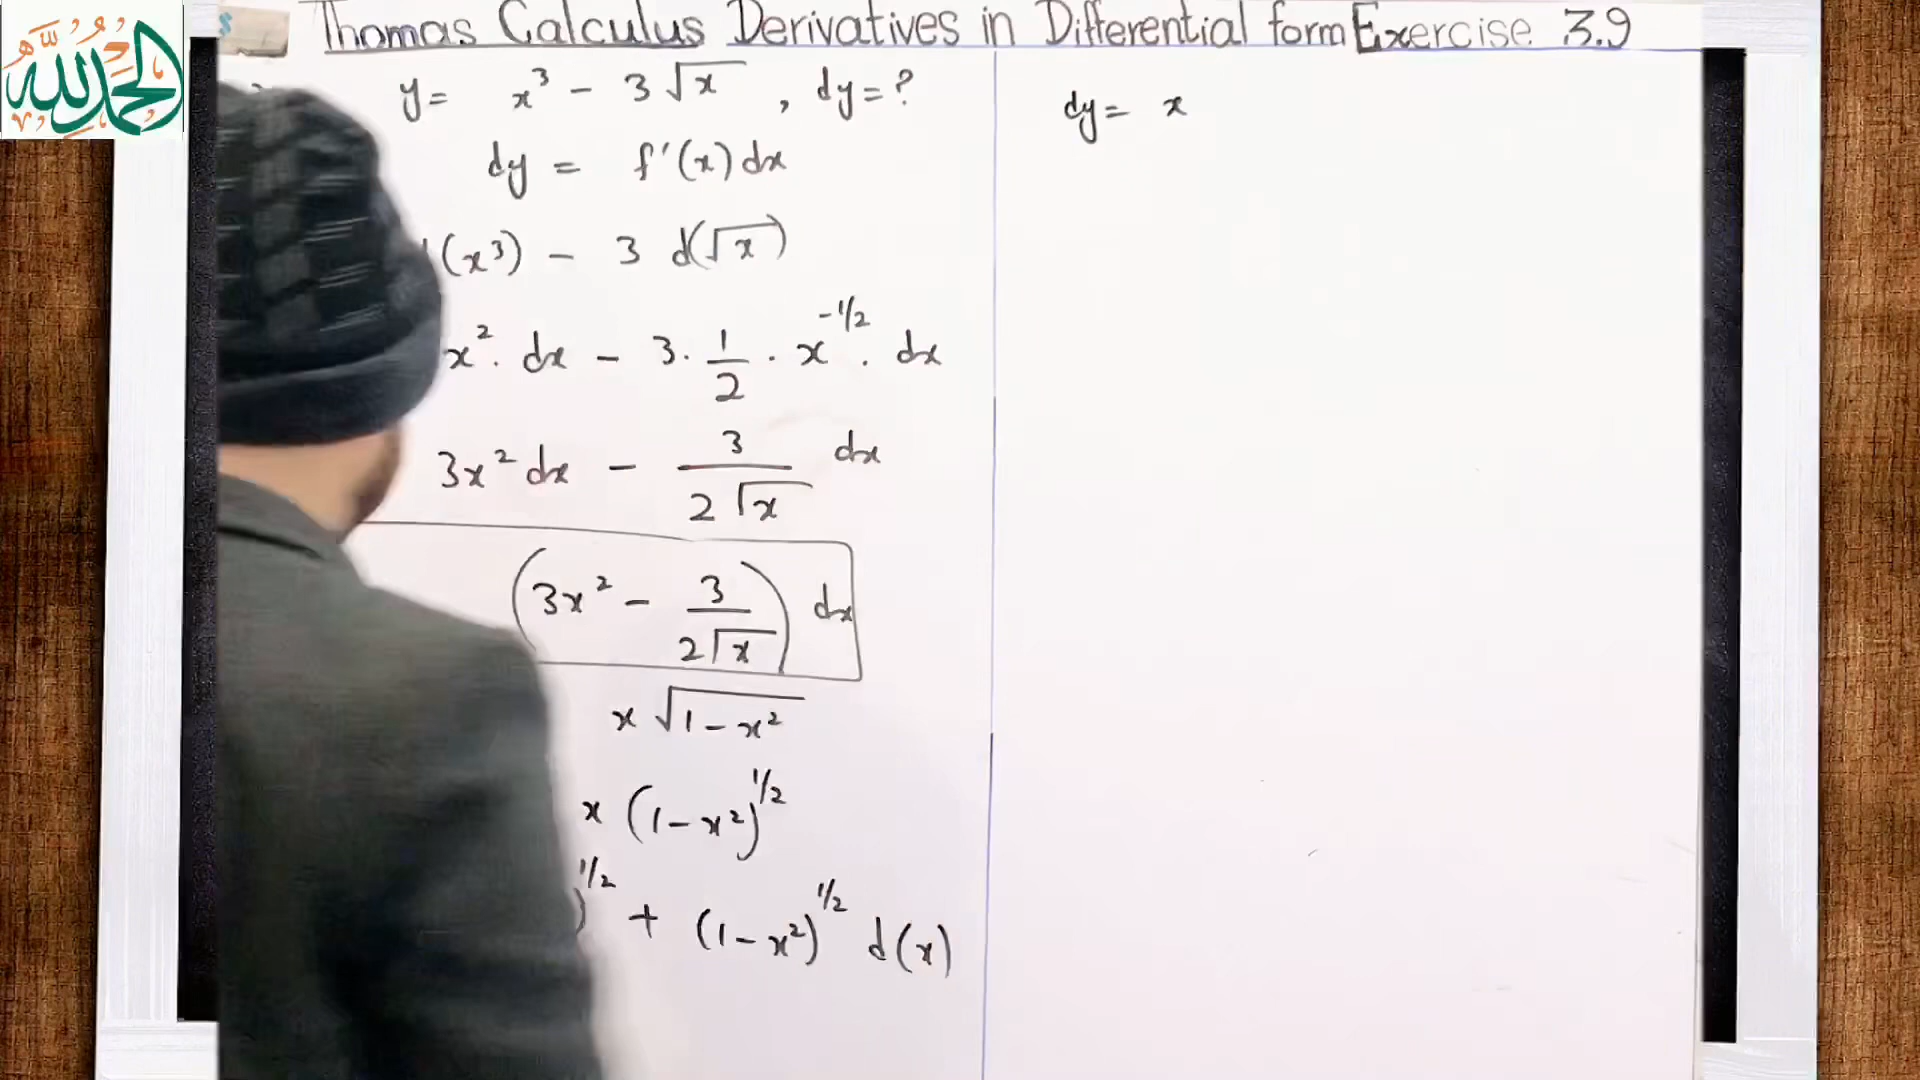 الحمد لله
Thomas Calculus Derivatives in Differential form Exercise 3.9
y = x³ - 3√x , dy = ?
dy = f'(x) dx
(x³) - 3 d(√x)
x² . dx - 3 . 1/2 . x^-1/2 . dx
3x² dx - 3/(2√x) dx
(3x² - 3/(2√x)) dx
x √(1 - x²)
x (1 - x²)^1/2
)^1/2 + (1 - x²)^1/2 d(x)
dy = x